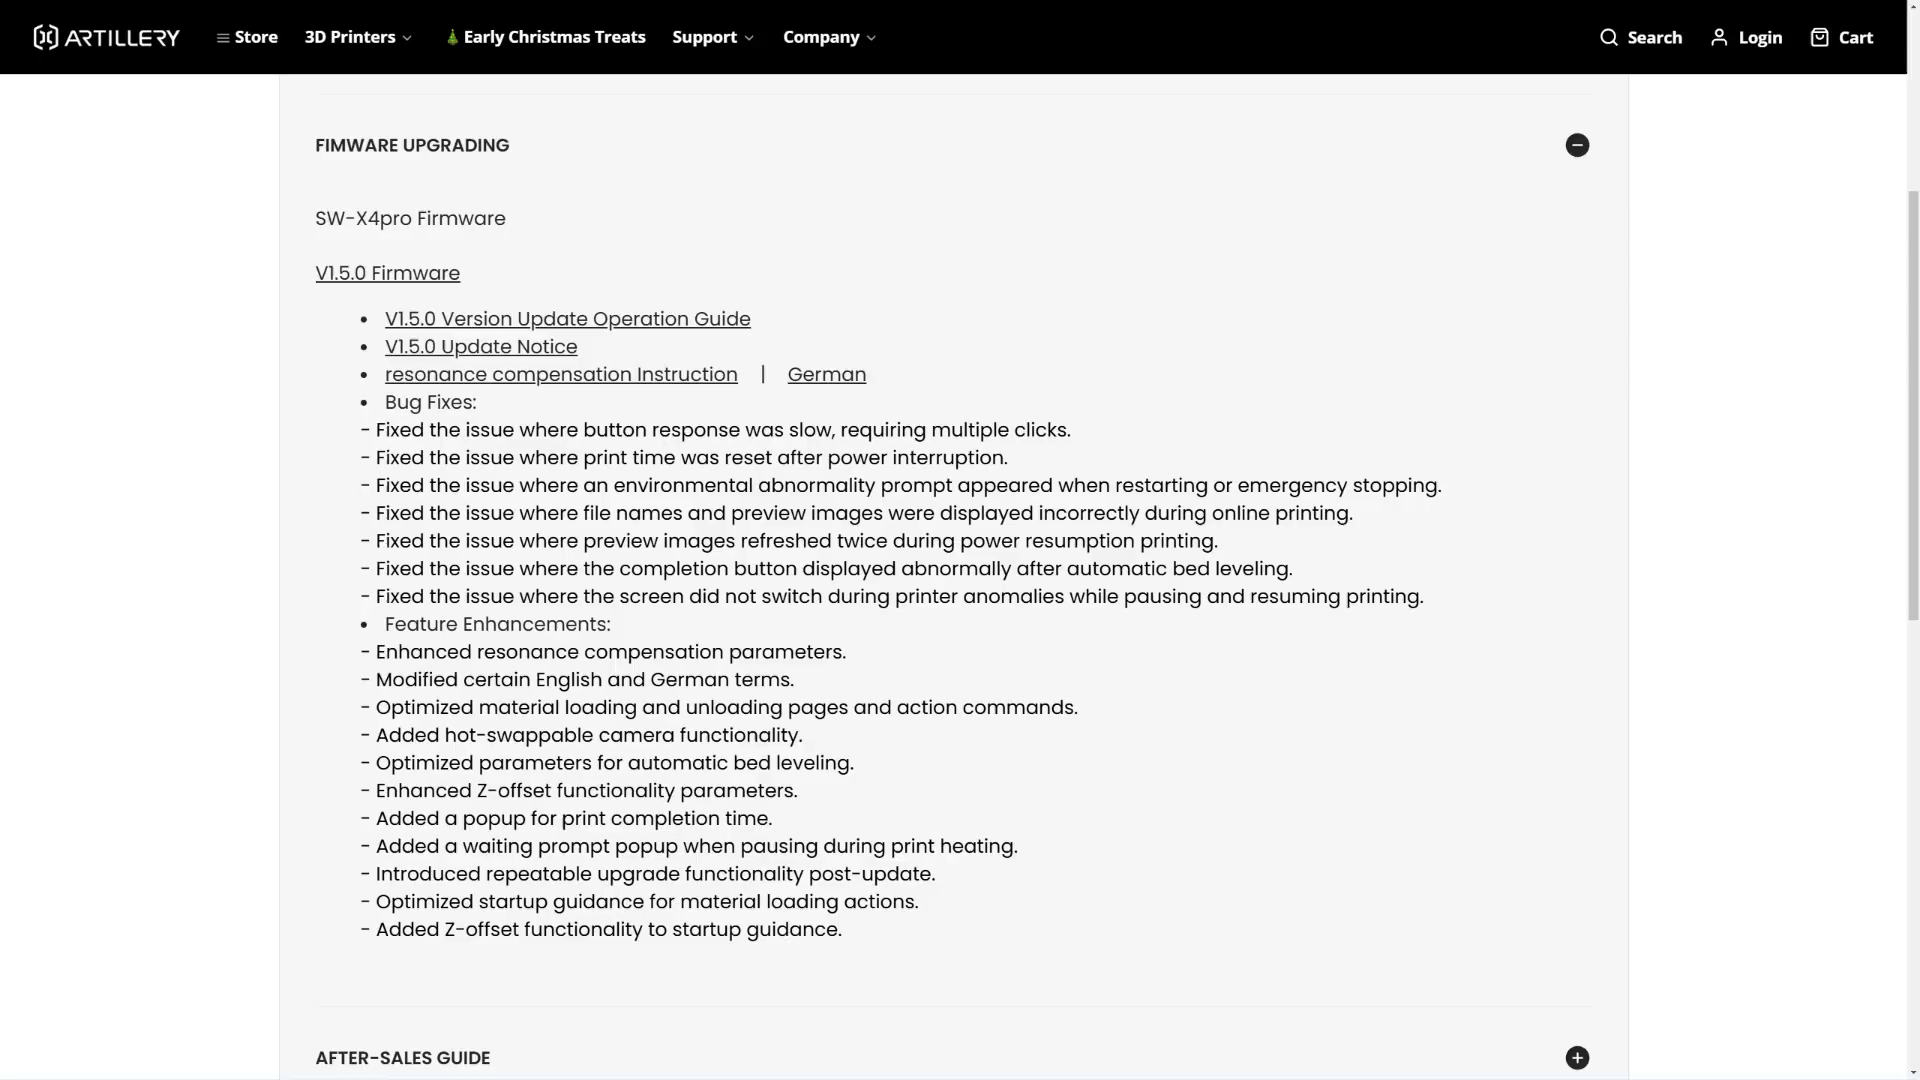 ARTILLERY
Store
3D Printers
Early Christmas Treats
Support
Company
Search
Login
Cart
FIMWARE UPGRADING
SW-X4pro Firmware
V1.5.0 Firmware
• V1.5.0 Version Update Operation Guide
• V1.5.0 Update Notice
• resonance compensation Instruction | German
• Bug Fixes:
- Fixed the issue where button response was slow, requiring multiple clicks.
- Fixed the issue where print time was reset after power interruption.
- Fixed the issue where an environmental abnormality prompt appeared when restarting or emergency stopping.
- Fixed the issue where file names and preview images were displayed incorrectly during online printing.
- Fixed the issue where preview images refreshed twice during power resumption printing.
- Fixed the issue where the completion button displayed abnormally after automatic bed leveling.
- Fixed the issue where the screen did not switch during printer anomalies while pausing and resuming printing.
• Feature Enhancements:
- Enhanced resonance compensation parameters.
- Modified certain English and German terms.
- Optimized material loading and unloading pages and action commands.
- Added hot-swappable camera functionality.
- Optimized parameters for automatic bed leveling.
- Enhanced Z-offset functionality parameters.
- Added a popup for print completion time.
- Added a waiting prompt popup when pausing during print heating.
- Introduced repeatable upgrade functionality post-update.
- Optimized startup guidance for material loading actions.
- Added Z-offset functionality to startup guidance.
AFTER-SALES GUIDE